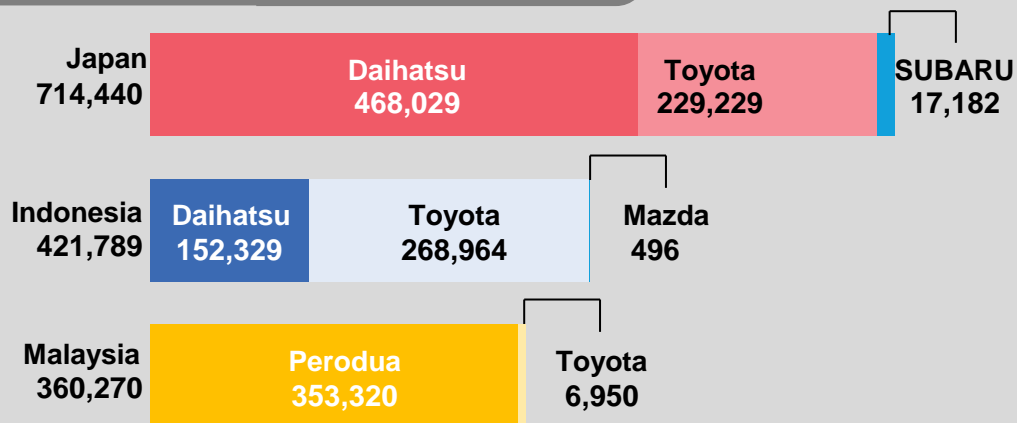 Japan
714,440
Daihatsu
468,029
Toyota
229,229
SUBARU
17,182
Indonesia
421,789
Daihatsu
152,329
Toyota
268,964
Mazda
496
Malaysia
360,270
Perodua
353,320
Toyota
6,950